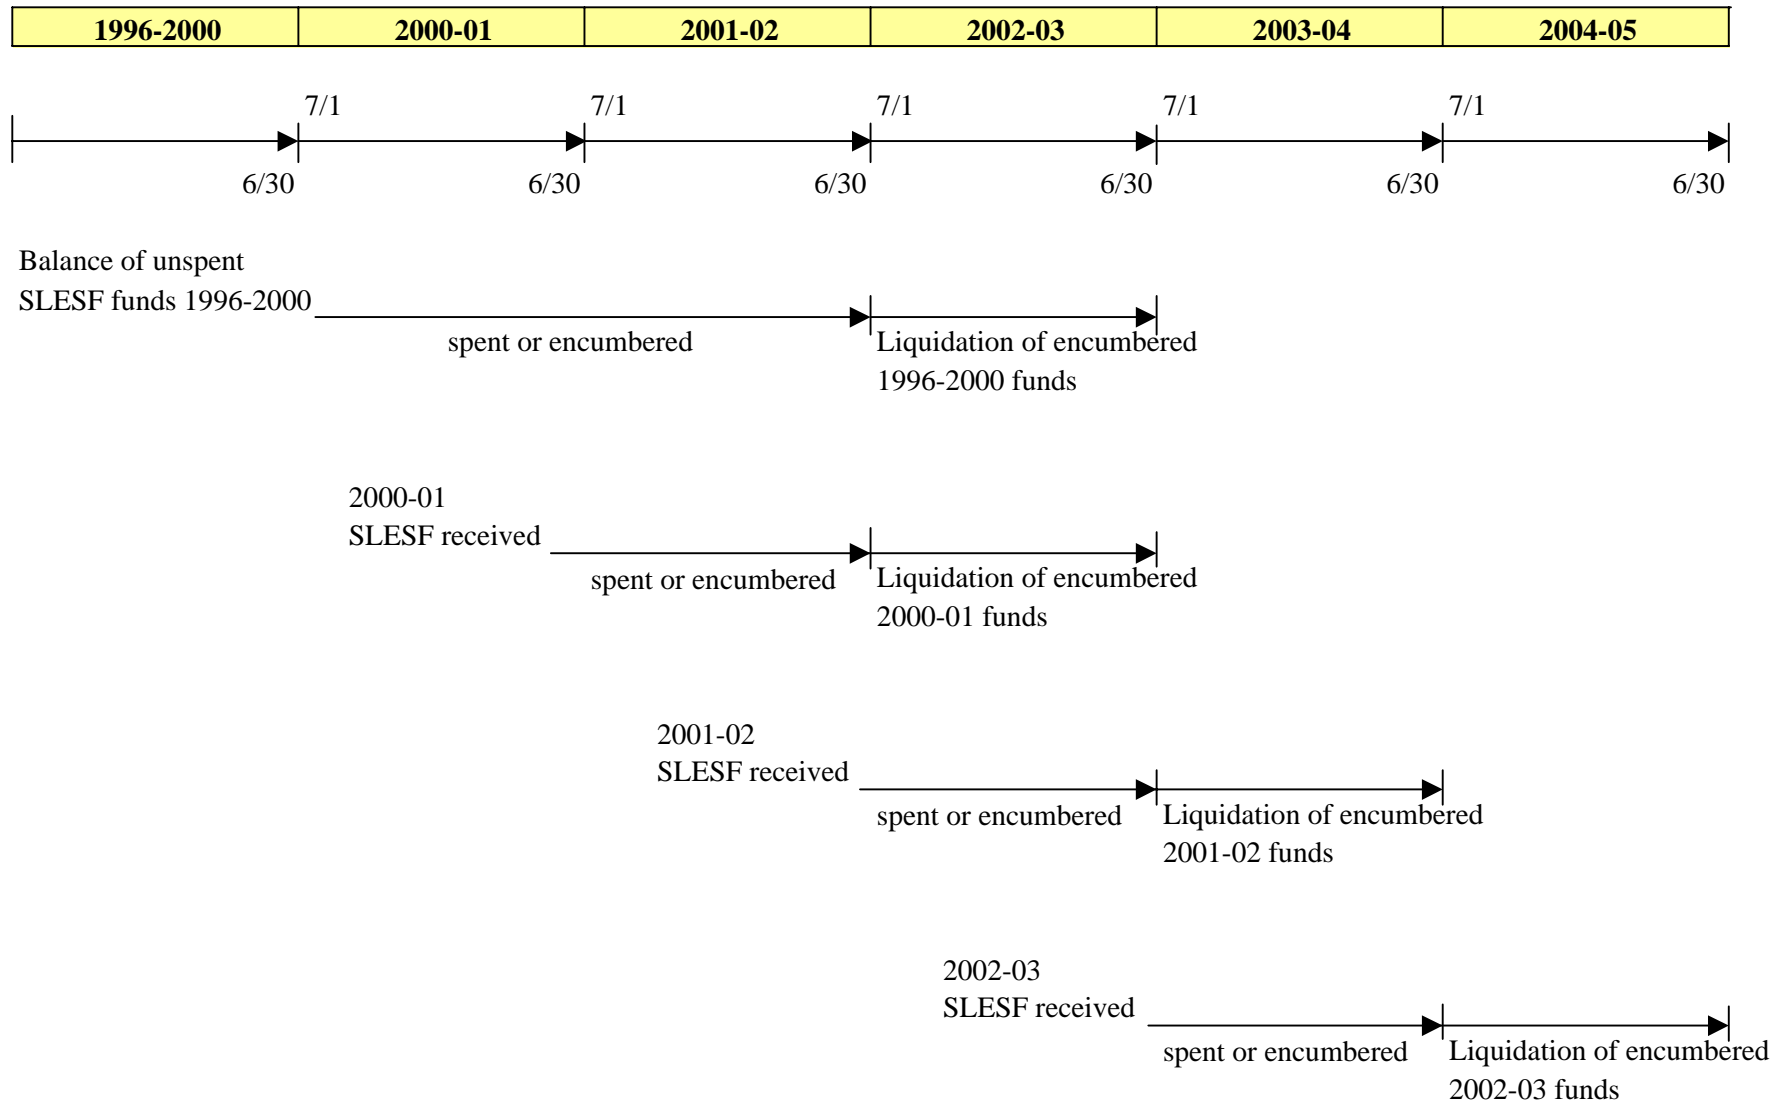 1996-2000 2000-01 2001-02 2002-03 2003-04 2004-05
7/1 7/1 7/1 7/1 7/1
6/30 6/30 6/30 6/30 6/30 6/30
Balance of unspent
SLESF funds 1996-2000
spent or encumbered
Liquidation of encumbered
1996-2000 funds
2000-01
SLESF received
spent or encumbered
Liquidation of encumbered
2000-01 funds
2001-02
SLESF received
spent or encumbered
Liquidation of encumbered
2001-02 funds
2002-03
SLESF received
spent or encumbered
Liquidation of encumbered
2002-03 funds